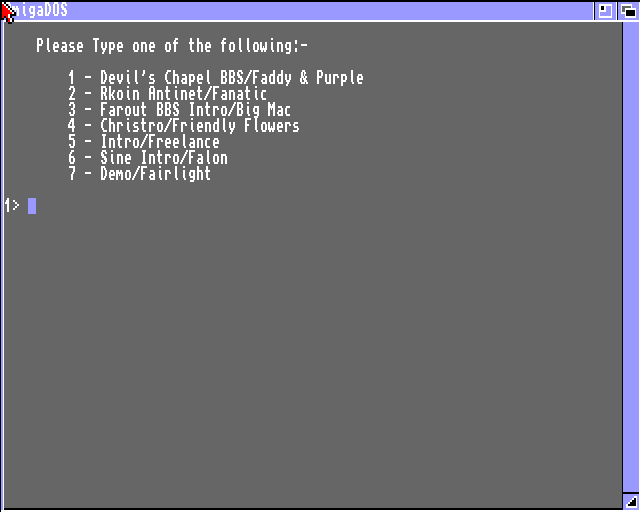 AmigaDOS
Please Type one of the following:-
1 - Devil's Chapel BBS/Faddy & Purple
2 - Rkoin Antinet/Fanatic
3 - Farout BBS Intro/Big Mac
4 - Christro/Friendly Flowers
5 - Intro/Freelance
6 - Sine Intro/Falon
7 - Demo/Fairlight
1>